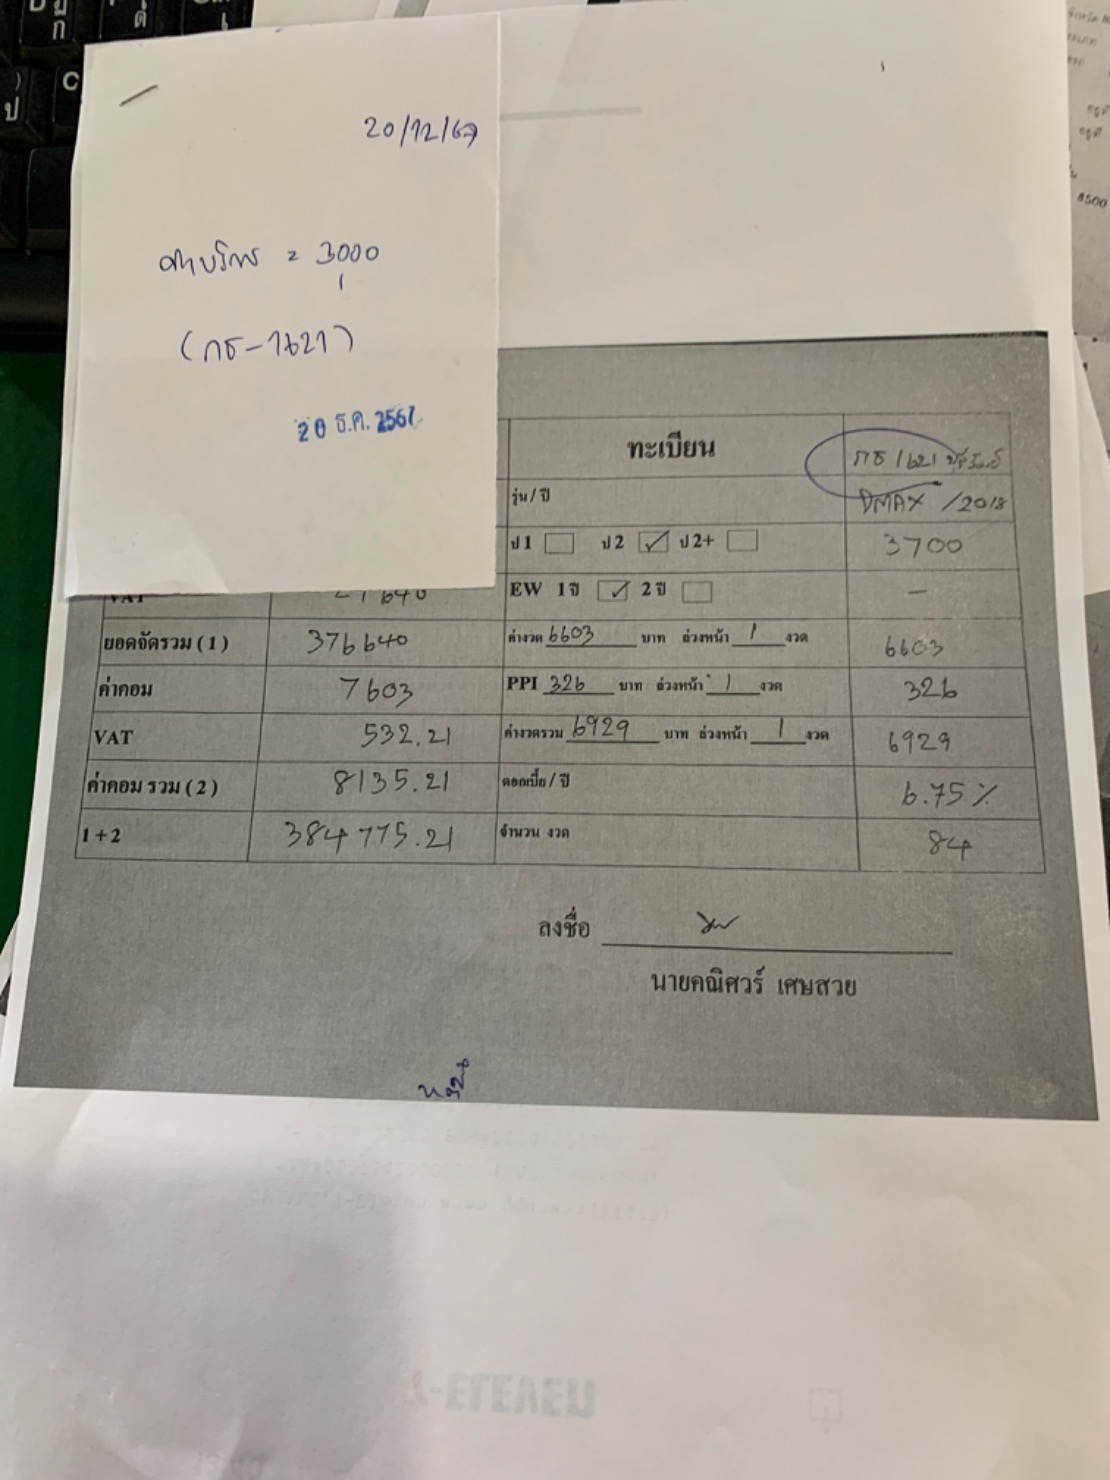 20/12/67
ค่าบริการ = 3000
(กธ-1621)
20 ธ.ค. 2567
ทะเบียน กธ 1621
รุ่น/ปี DMAX /2018
ป1 ป2 ✓ ป2+ 3700
VAT 21640 EW 1ปี ✓ 2ปี -
ยอดจัดรวม (1) 376640 ค่างวด 6603 บาท ล่วงหน้า 1 งวด 6603
ค่าคอม 7603 PPI 326 บาท ล่วงหน้า 1 งวด 326
VAT 532.21 ค่างวดรวม 6929 บาท ล่วงหน้า 1 งวด 6929
ค่าคอม รวม (2) 8135.21 ดอกเบี้ย/ปี 6.75%
1+2 384775.21 จำนวน งวด 84
ลงชื่อ
นายคณิศวร์ เศษสวย
8500